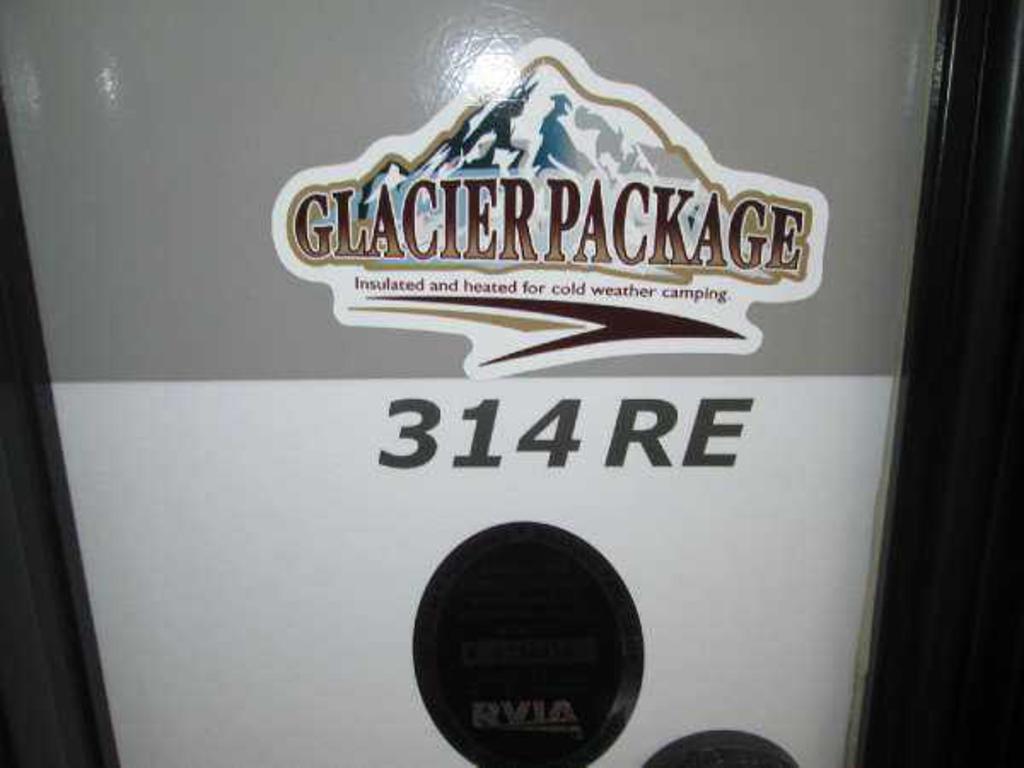 GLACIER PACKAGE
Insulated and heated for cold weather camping.
314 RE
RVIA